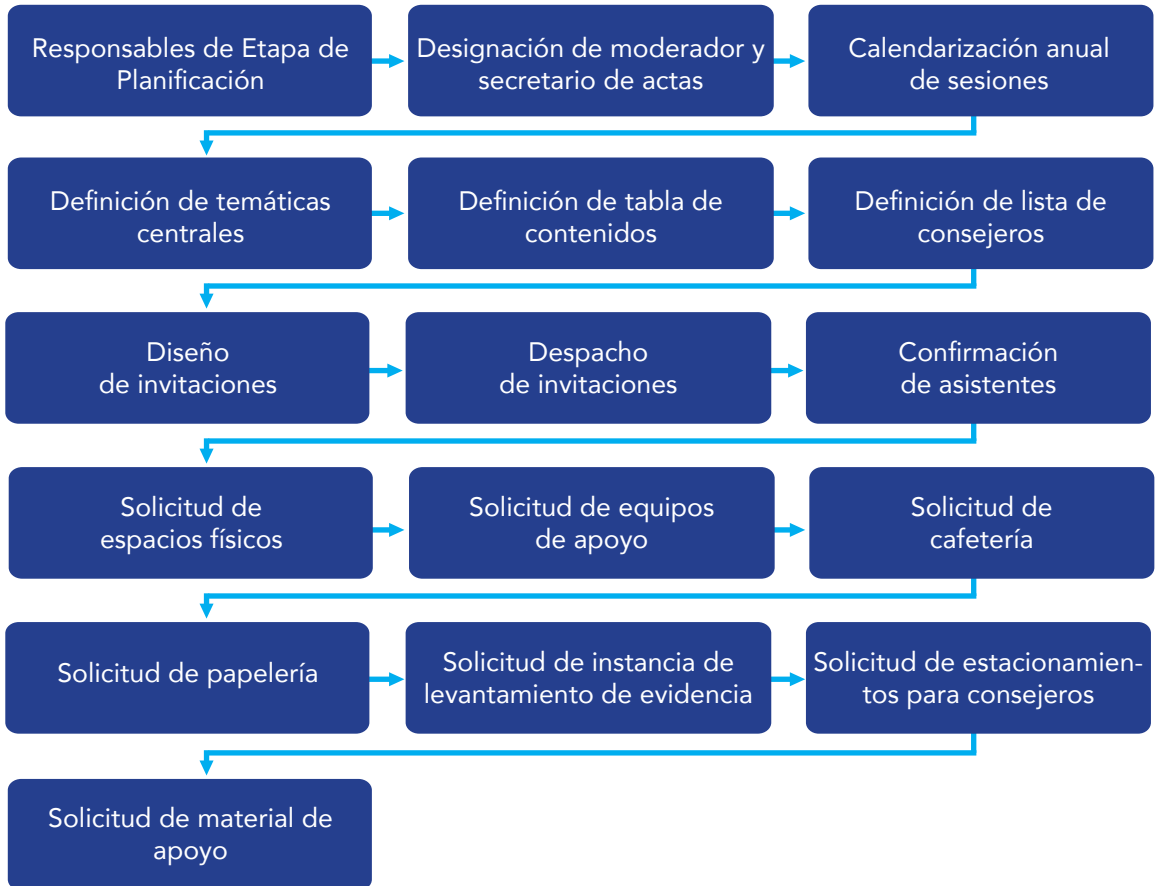 Responsables de Etapa de
Planificación
Designación de moderador y
secretario de actas
Calendarización anual
de sesiones
Definición de temáticas
centrales
Definición de tabla de
contenidos
Definición de lista de
consejeros
Diseño
de invitaciones
Despacho
de invitaciones
Confirmación
de asistentes
Solicitud de
espacios físicos
Solicitud de equipos
de apoyo
Solicitud de
cafetería
Solicitud de papelería
Solicitud de instancia de
levantamiento de evidencia
Solicitud de estacionamien-
tos para consejeros
Solicitud de material de
apoyo